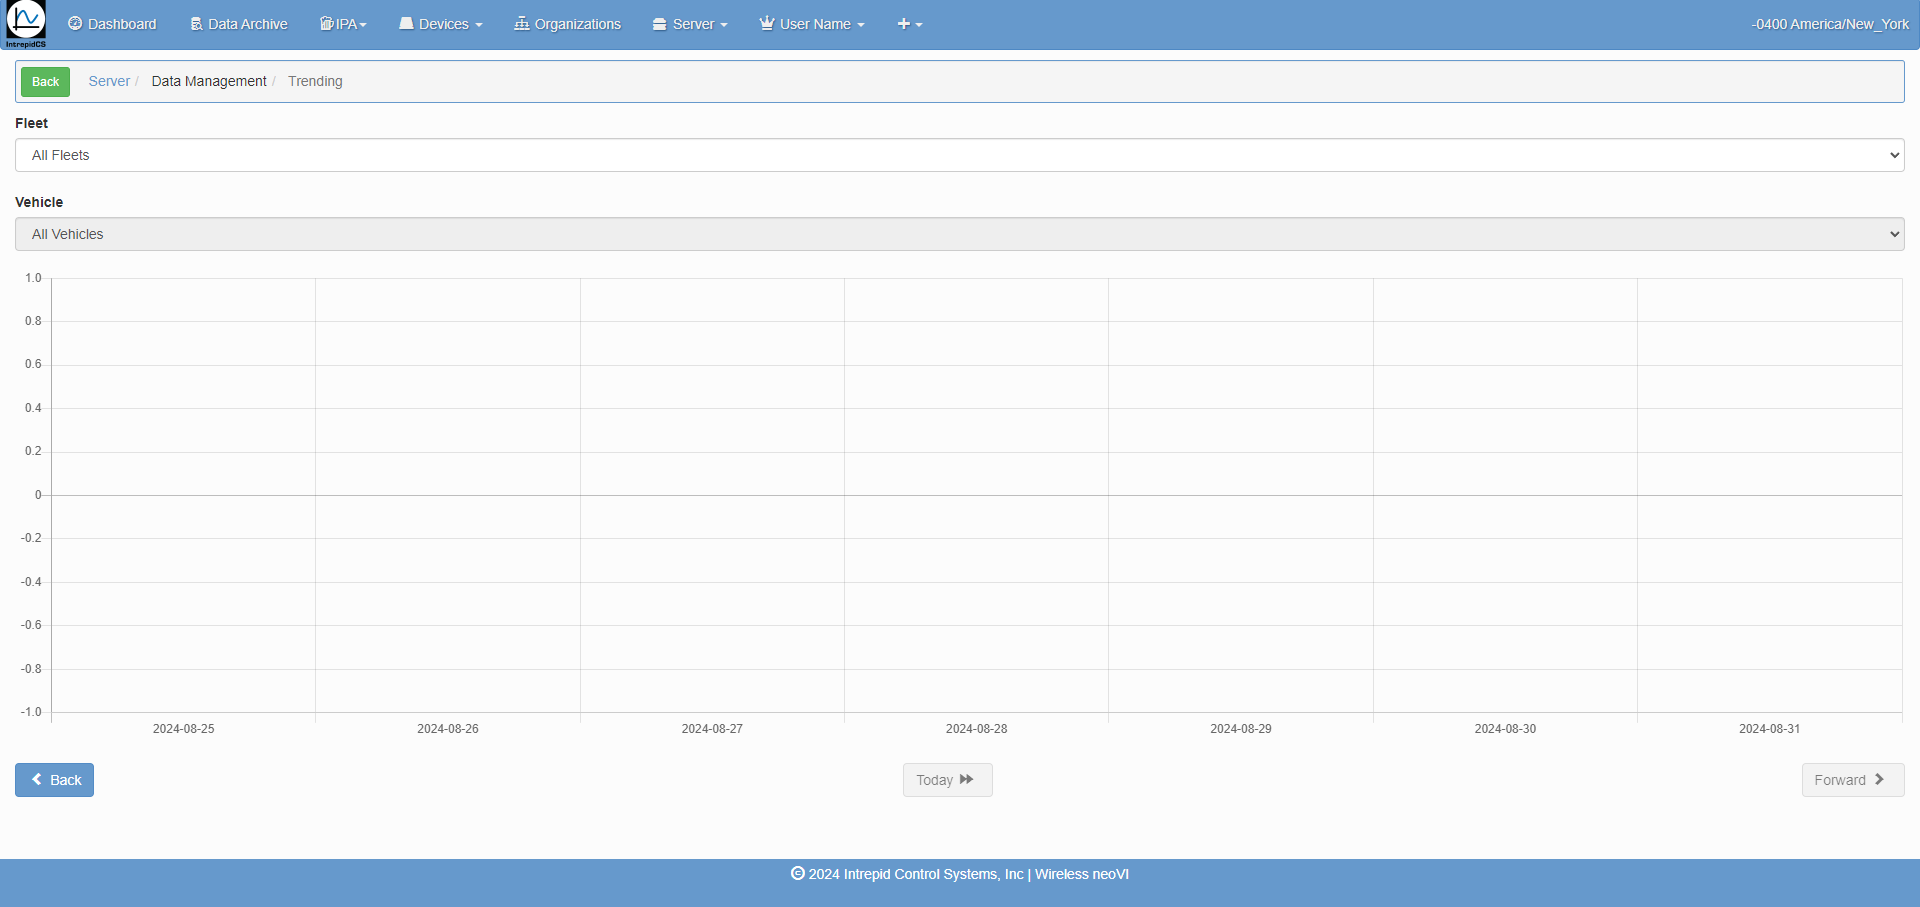 IntrepidCS
Dashboard Data Archive IPA Devices Organizations Server User Name -0400 America/New_York
Back Server / Data Management / Trending
Fleet
All Fleets
Vehicle
All Vehicles
1.0
0.8
0.6
0.4
0.2
0
-0.2
-0.4
-0.6
-0.8
-1.0
2024-08-25 2024-08-26 2024-08-27 2024-08-28 2024-08-29 2024-08-30 2024-08-31
Back Today Forward
© 2024 Intrepid Control Systems, Inc | Wireless neoVI